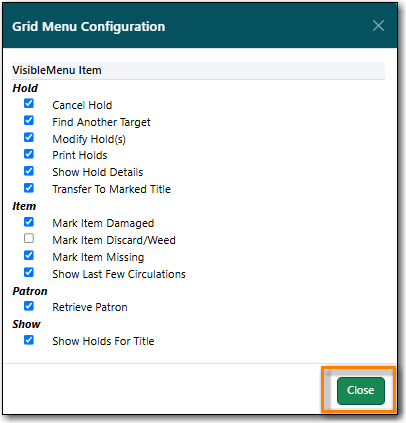 Grid Menu Configuration
VisibleMenu Item
Hold
Cancel Hold
Find Another Target
Modify Hold(s)
Print Holds
Show Hold Details
Transfer To Marked Title
Item
Mark Item Damaged
Mark Item Discard/Weed
Mark Item Missing
Show Last Few Circulations
Patron
Retrieve Patron
Show
Show Holds For Title
Close